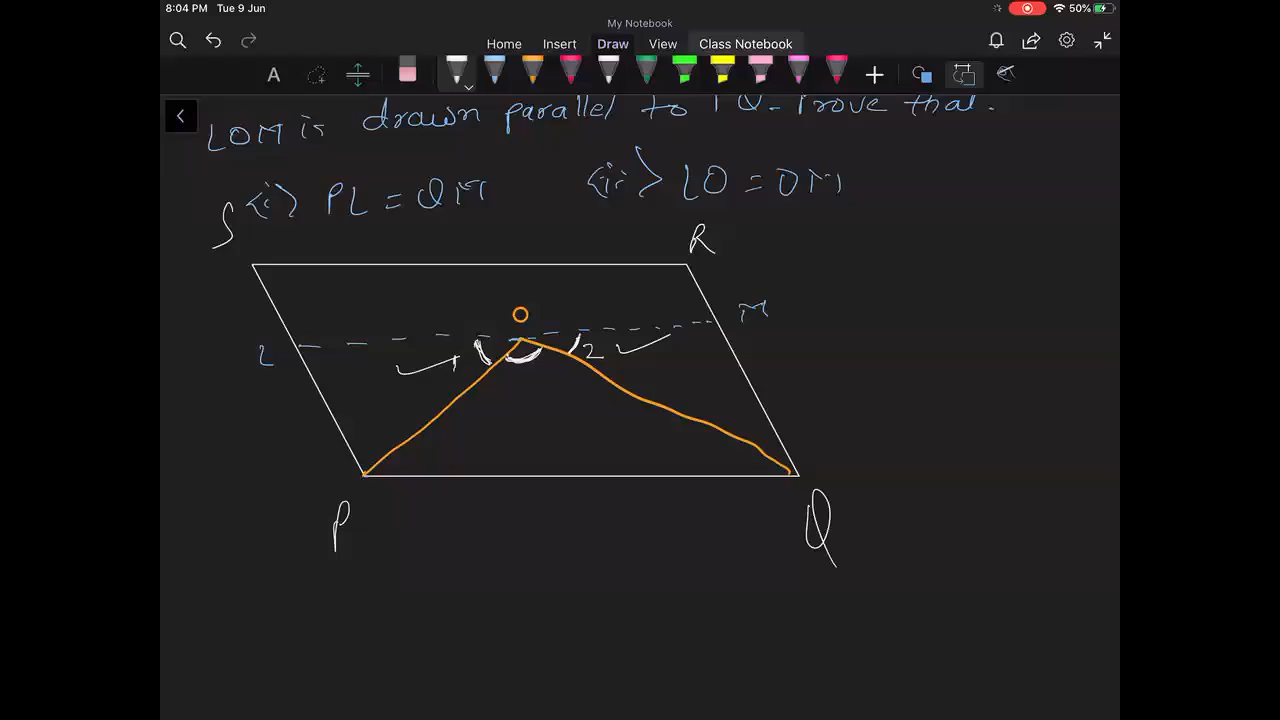 8:04 PM Tue 9 Jun
50%
My Notebook
Home Insert Draw View Class Notebook
A
LOM is drawn parallel to PQ. Prove that.
<i> PL = QM <ii> LO = OM
S
R
O
M
L
1
2
P
Q